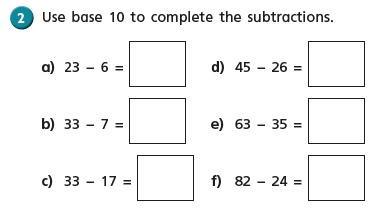 2 Use base 10 to complete the subtractions.
a) 23 – 6 =
d) 45 – 26 =
b) 33 – 7 =
e) 63 – 35 =
c) 33 – 17 =
f) 82 – 24 =